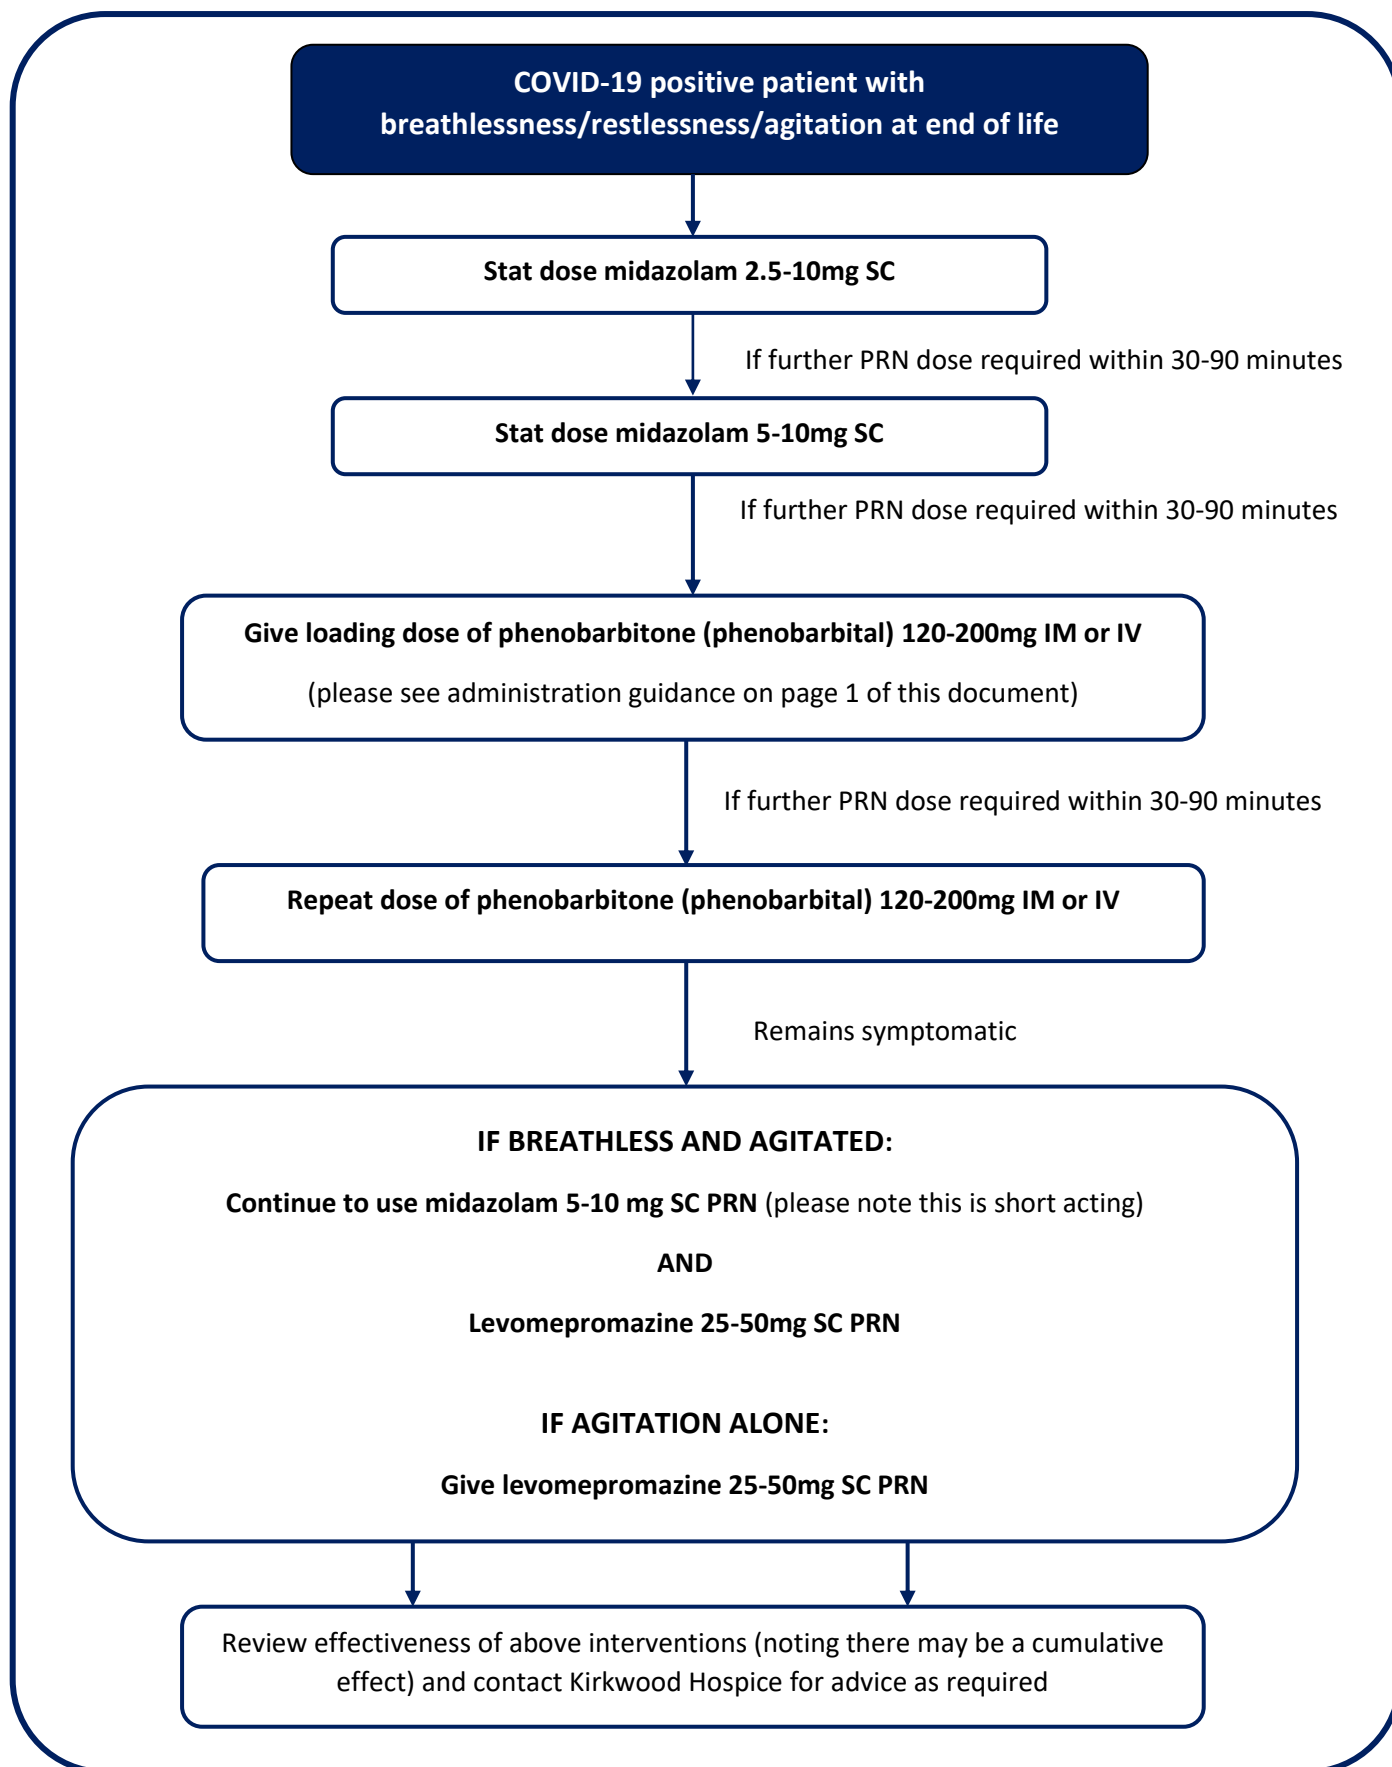 COVID-19 positive patient with
breathlessness/restlessness/agitation at end of life
Stat dose midazolam 2.5-10mg SC
If further PRN dose required within 30-90 minutes
Stat dose midazolam 5-10mg SC
If further PRN dose required within 30-90 minutes
Give loading dose of phenobarbitone (phenobarbital) 120-200mg IM or IV
(please see administration guidance on page 1 of this document)
If further PRN dose required within 30-90 minutes
Repeat dose of phenobarbitone (phenobarbital) 120-200mg IM or IV
Remains symptomatic
IF BREATHLESS AND AGITATED:
Continue to use midazolam 5-10 mg SC PRN (please note this is short acting)
AND
Levomepromazine 25-50mg SC PRN
IF AGITATION ALONE:
Give levomepromazine 25-50mg SC PRN
Review effectiveness of above interventions (noting there may be a cumulative
effect) and contact Kirkwood Hospice for advice as required